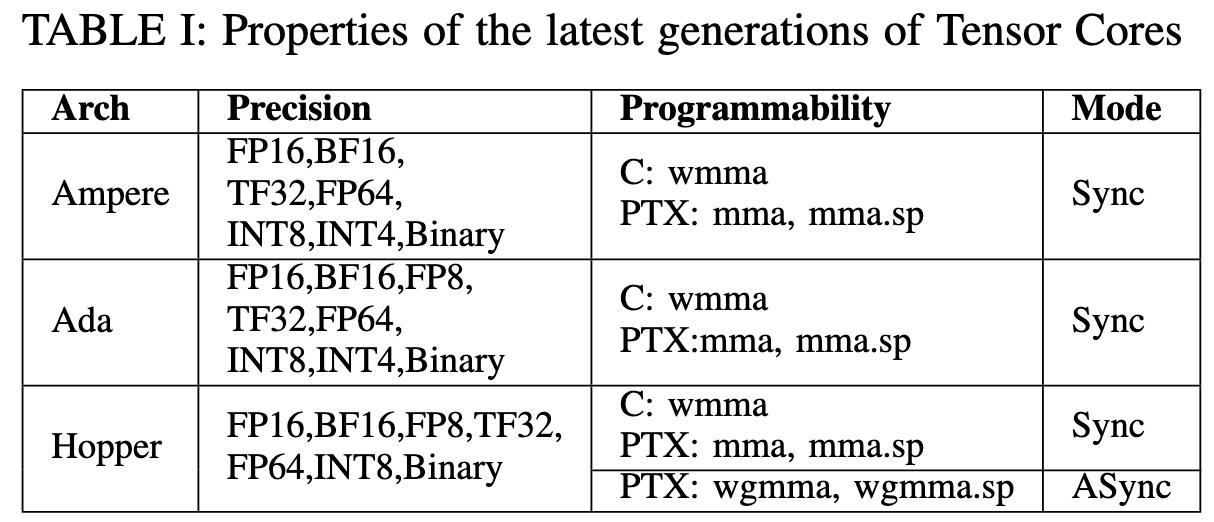 TABLE I: Properties of the latest generations of Tensor Cores
Arch Precision Programmability Mode
Ampere
FP16,BF16,
TF32,FP64,
INT8,INT4,Binary
C: wmma
PTX: mma, mma.sp
Sync
Ada
FP16,BF16,FP8,
TF32,FP64,
INT8,INT4,Binary
C: wmma
PTX:mma, mma.sp
Sync
Hopper
FP16,BF16,FP8,TF32,
FP64,INT8,Binary
C: wmma
PTX: mma, mma.sp
Sync
PTX: wgmma, wgmma.sp
ASync